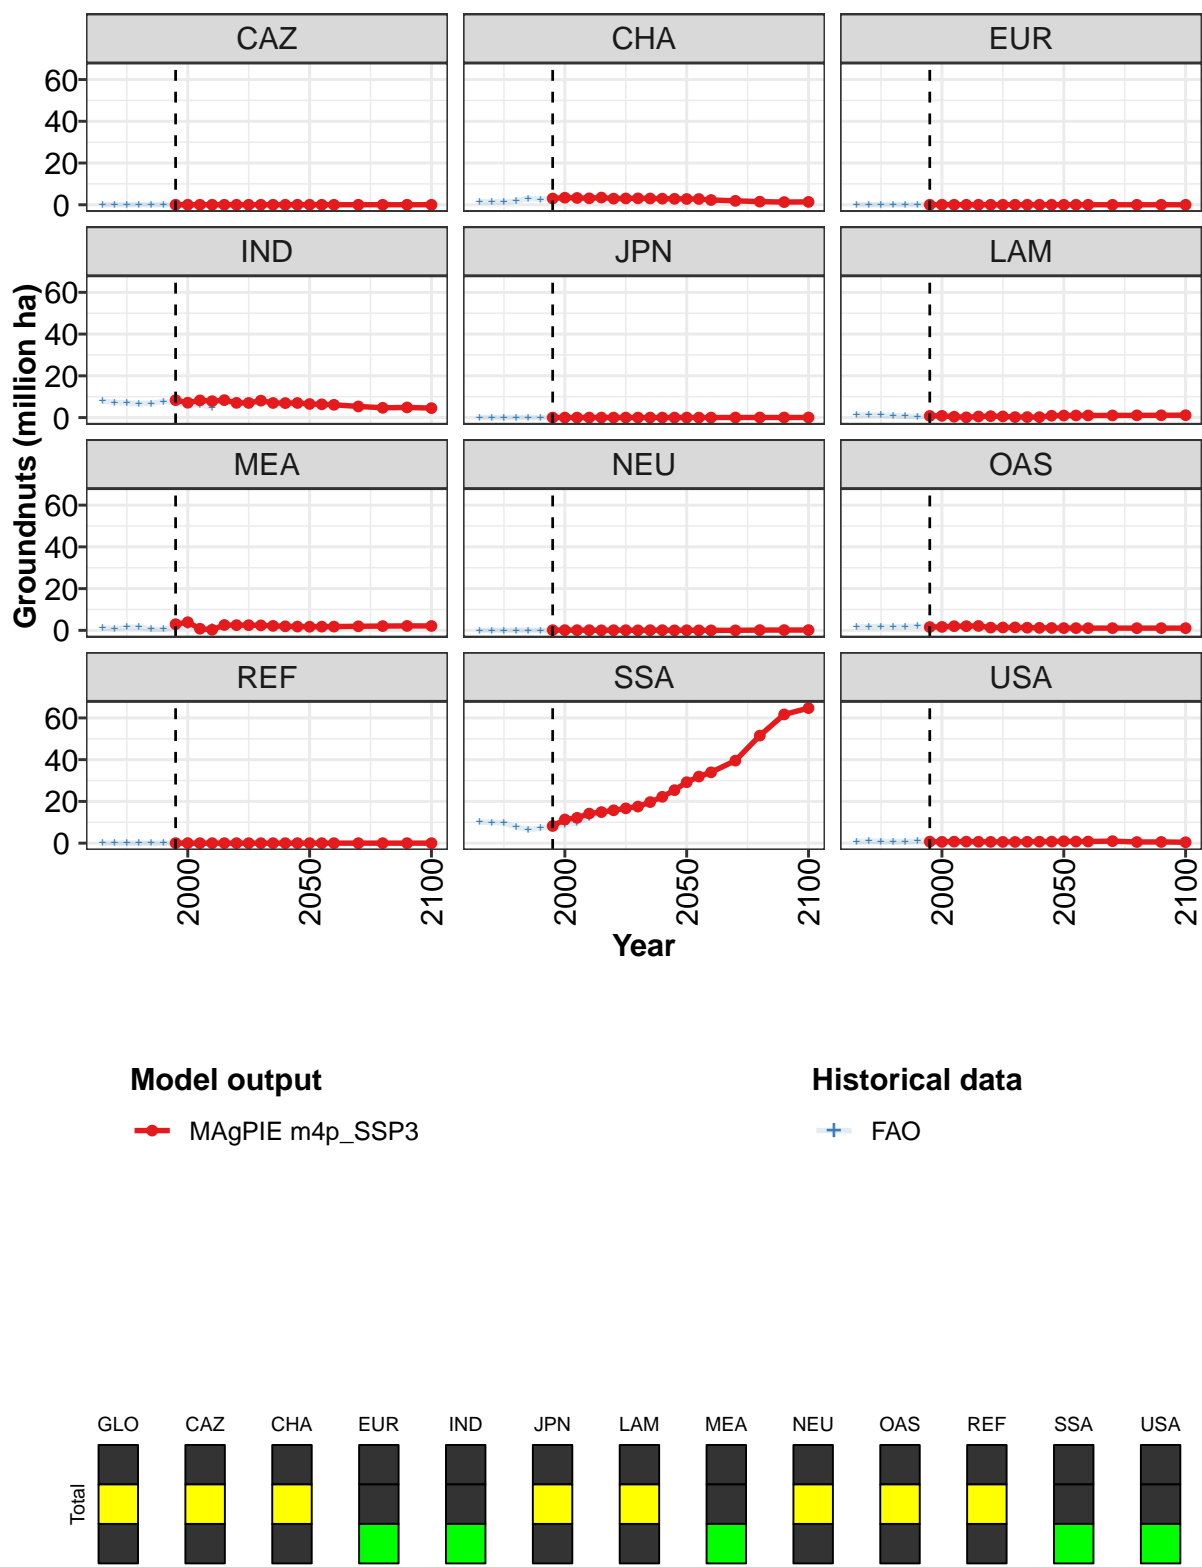 CAZ CHA EUR
60
40
20
0
IND JPN LAM
60
40
20
0
Groundnuts (million ha)
MEA NEU OAS
60
40
20
0
REF SSA USA
60
40
20
0
2000 2050 2100 2000 2050 2100 2000 2050 2100
Year
Model output Historical data
MAgPIE m4p_SSP3 FAO
GLO CAZ CHA EUR IND JPN LAM MEA NEU OAS REF SSA USA
Total